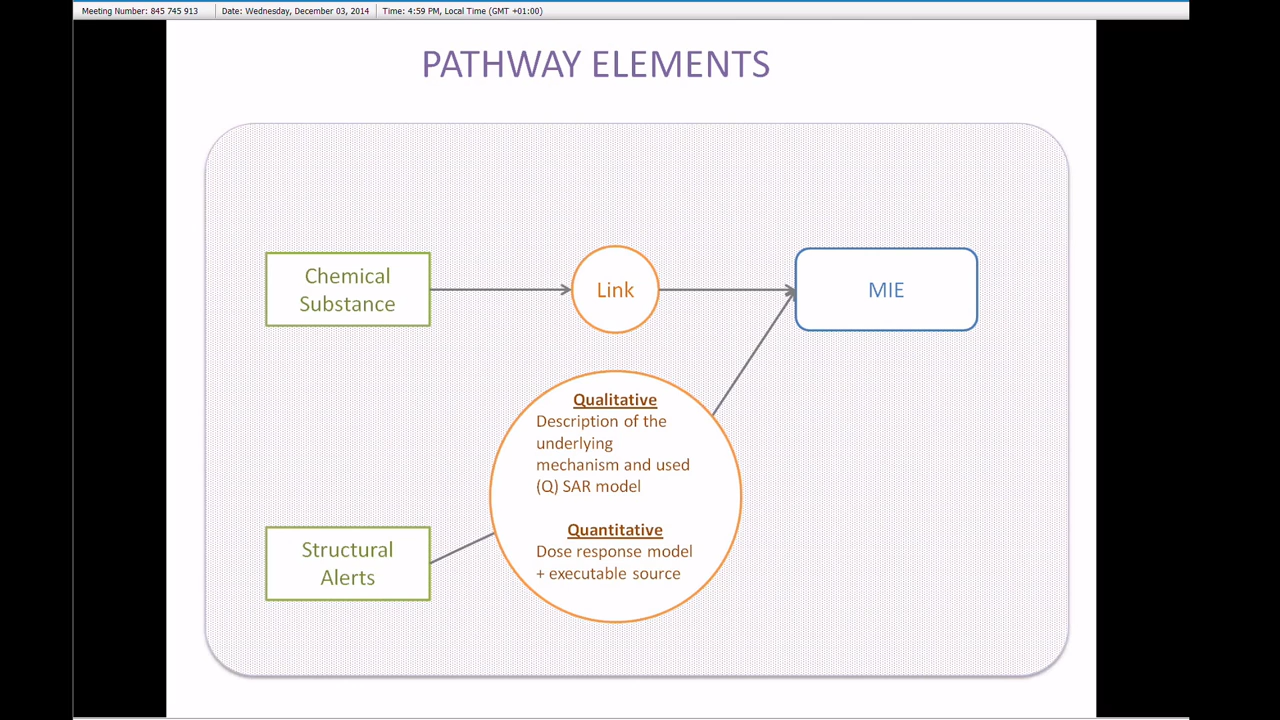 Meeting Number: 845 745 913 Date: Wednesday, December 03, 2014 Time: 4:59 PM, Local Time (GMT +01:00)
PATHWAY ELEMENTS
Chemical
Substance
Link
MIE
Qualitative
Description of the
underlying
mechanism and used
(Q) SAR model
Quantitative
Dose response model
+ executable source
Structural
Alerts